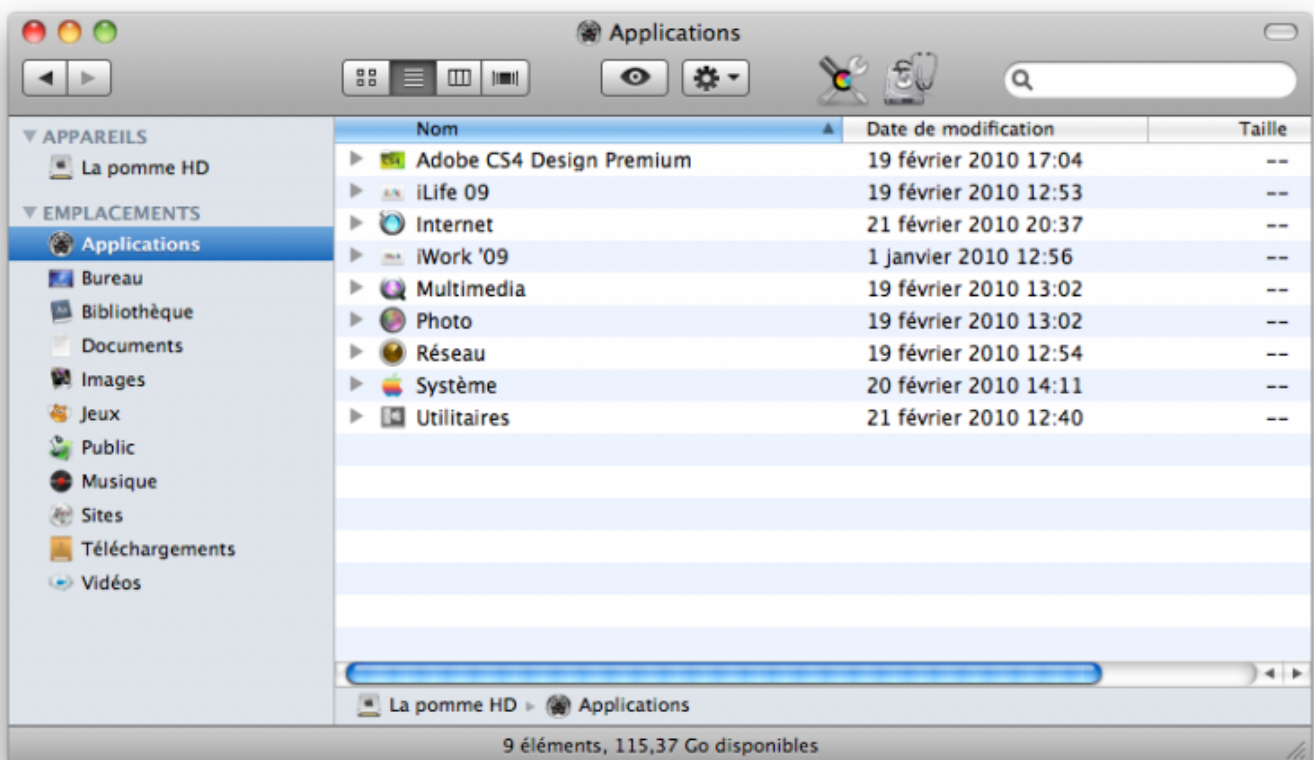 Applications
APPAREILS
La pomme HD
EMPLACEMENTS
Applications
Bureau
Bibliothèque
Documents
Images
Jeux
Public
Musique
Sites
Téléchargements
Vidéos
Nom Date de modification Taille
Adobe CS4 Design Premium 19 février 2010 17:04 --
iLife 09 19 février 2010 12:53 --
Internet 21 février 2010 20:37 --
iWork '09 1 janvier 2010 12:56 --
Multimedia 19 février 2010 13:02 --
Photo 19 février 2010 13:02 --
Réseau 19 février 2010 12:54 --
Système 20 février 2010 14:11 --
Utilitaires 21 février 2010 12:40 --
La pomme HD Applications
9 éléments, 115,37 Go disponibles